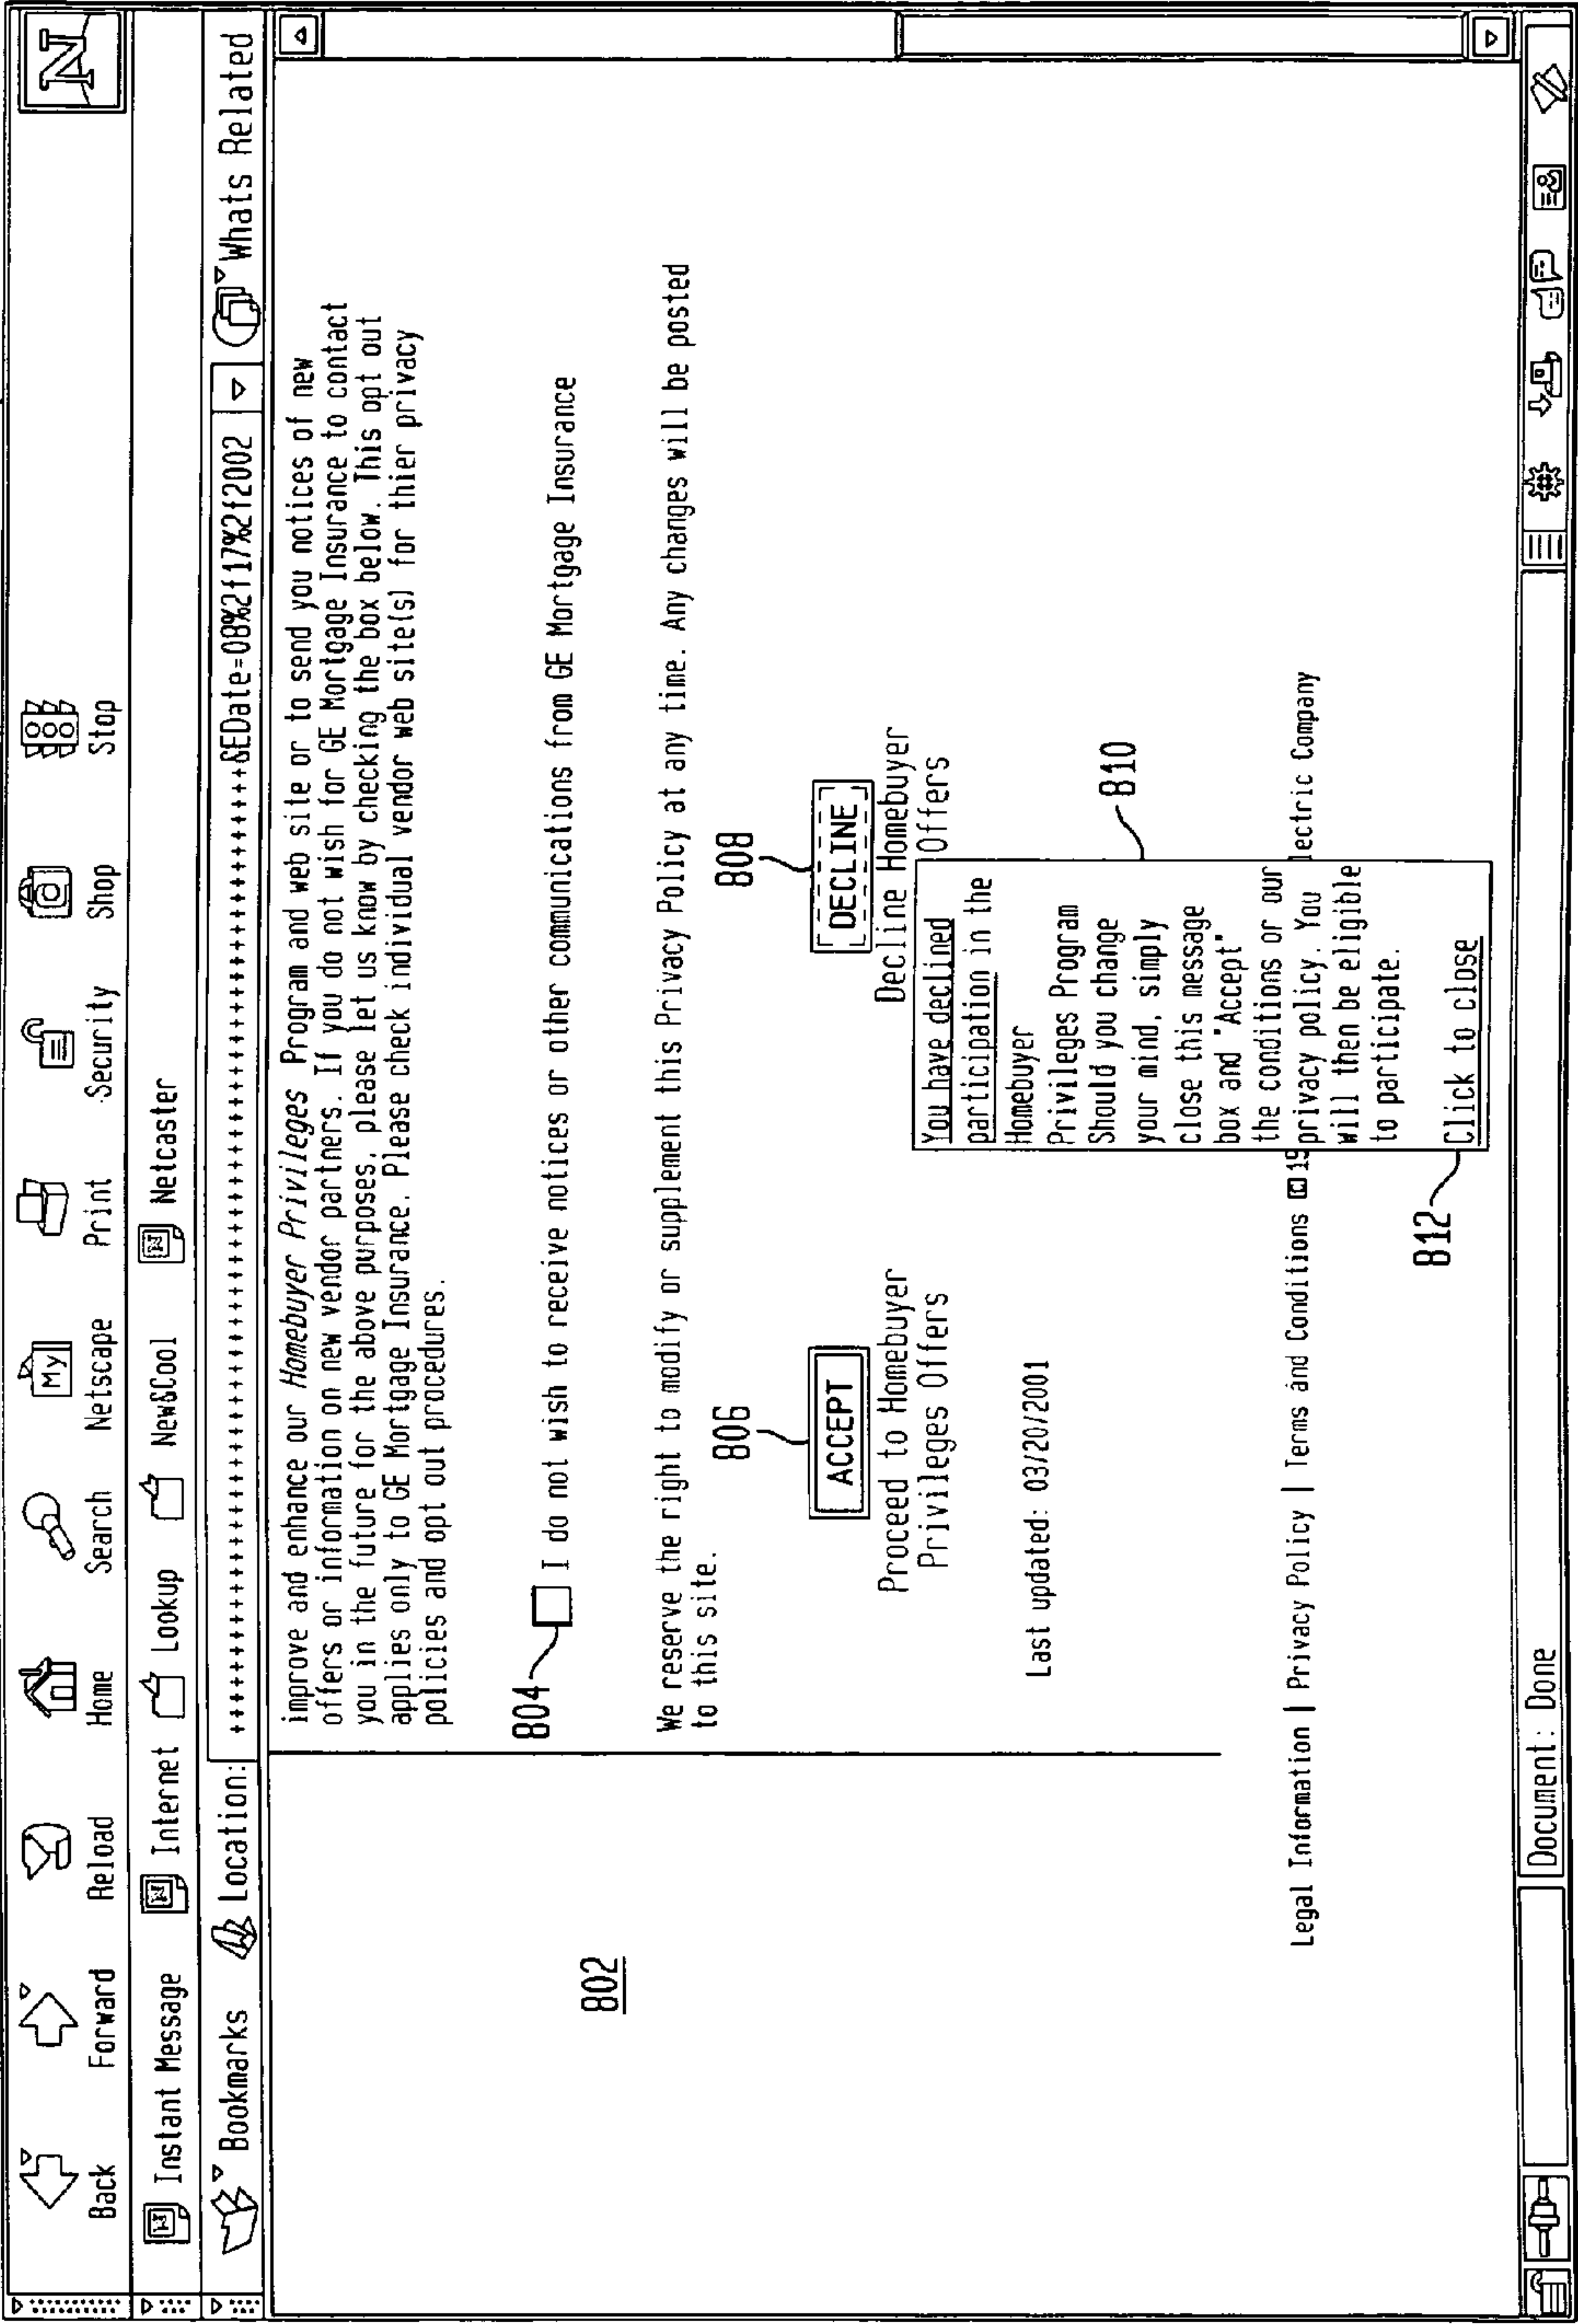 N
Back Forward Reload Home Search Netscape Print Security Shop Stop
My
Instant Message Internet Lookup New&Cool Netcaster
Bookmarks Location: &EDate=08%2f17%2f2002 Whats Related
improve and enhance our Homebuyer Privileges Program and web site or to send you notices of new
offers or information on new vendor partners. If you do not wish for GE Mortgage Insurance to contact
you in the future for the above purposes, please let us know by checking the box below. This opt out
applies only to GE Mortgage Insurance. Please check individual vendor web site(s) for thier privacy
policies and opt out procedures.
804
I do not wish to receive notices or other communications from GE Mortgage Insurance
802
We reserve the right to modify or supplement this Privacy Policy at any time. Any changes will be posted
to this site.
806 808
ACCEPT DECLINE
Proceed to Homebuyer Decline Homebuyer
Privileges Offers Offers
Last updated: 03/20/2001
You have declined
participation in the
Homebuyer
Privileges Program
Should you change
your mind, simply
close this message
box and "Accept"
the conditions or our
privacy policy. You
will then be eligible
to participate.
Click to close
810
812
Legal Information | Privacy Policy | Terms and Conditions © 19 lectric Company
Document: Done